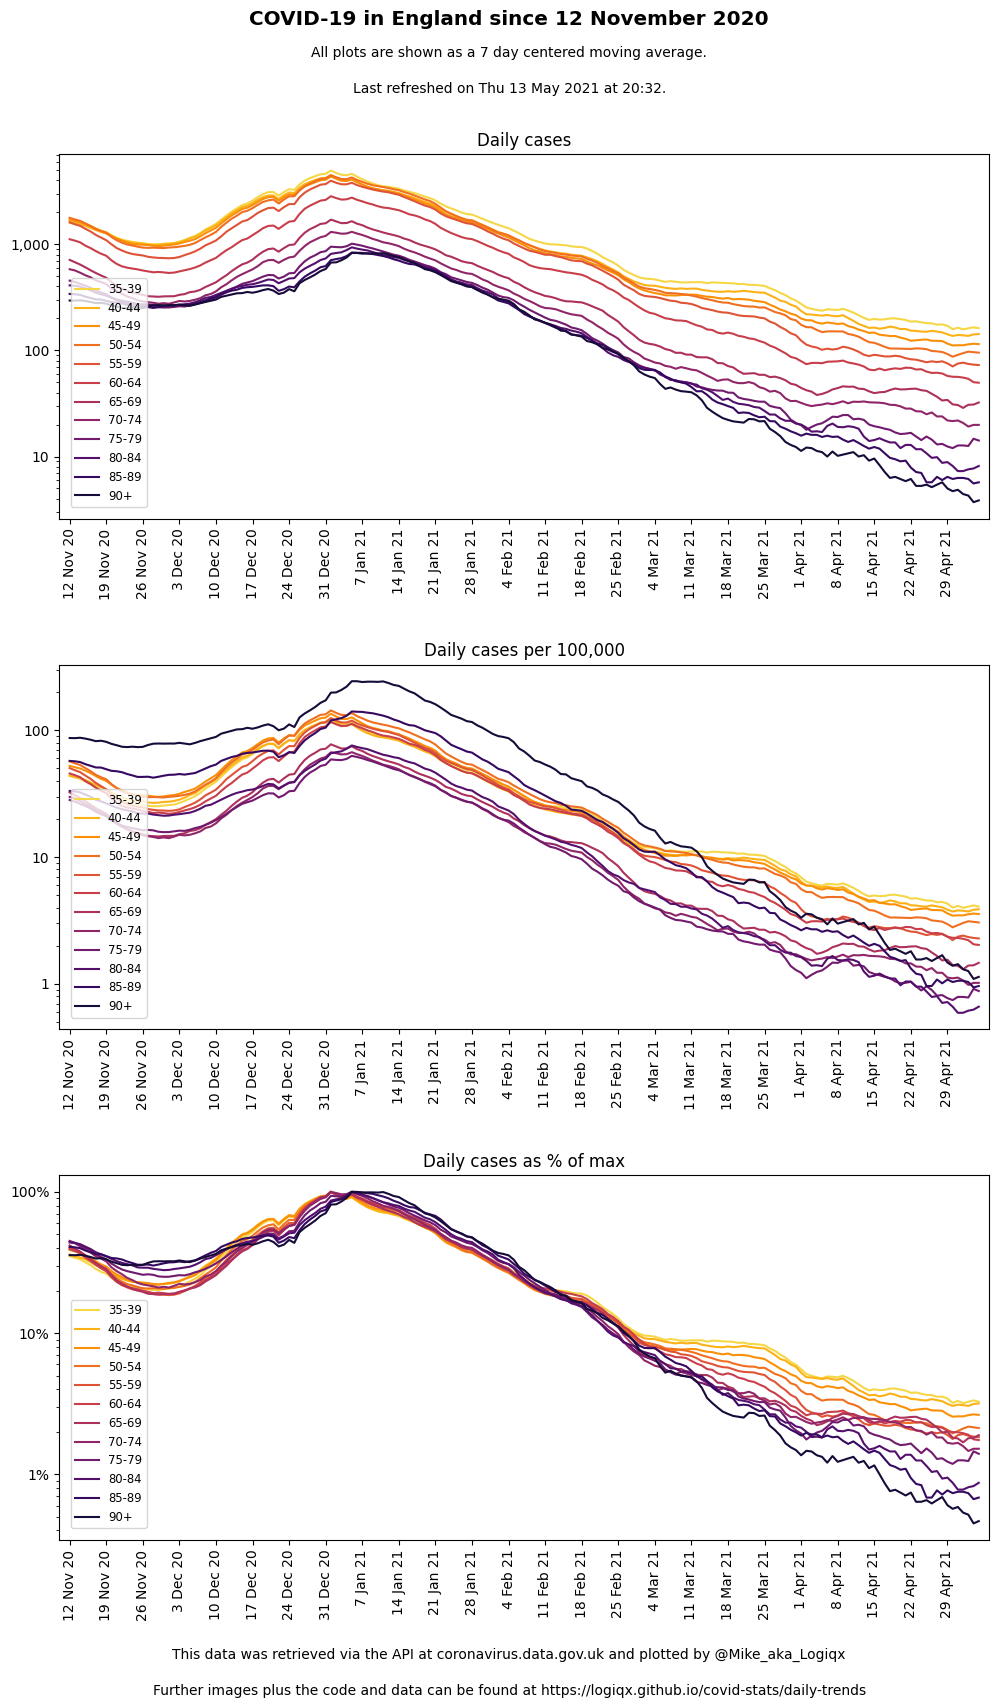 COVID-19 in England since 12 November 2020
All plots are shown as a 7 day centered moving average.
Last refreshed on Thu 13 May 2021 at 20:32.
Daily cases
1,000
100
10
35-39
40-44
45-49
50-54
55-59
60-64
65-69
70-74
75-79
80-84
85-89
90+
12 Nov 20
19 Nov 20
26 Nov 20
3 Dec 20
10 Dec 20
17 Dec 20
24 Dec 20
31 Dec 20
7 Jan 21
14 Jan 21
21 Jan 21
28 Jan 21
4 Feb 21
11 Feb 21
18 Feb 21
25 Feb 21
4 Mar 21
11 Mar 21
18 Mar 21
25 Mar 21
1 Apr 21
8 Apr 21
15 Apr 21
22 Apr 21
29 Apr 21
Daily cases per 100,000
100
10
1
35-39
40-44
45-49
50-54
55-59
60-64
65-69
70-74
75-79
80-84
85-89
90+
12 Nov 20
19 Nov 20
26 Nov 20
3 Dec 20
10 Dec 20
17 Dec 20
24 Dec 20
31 Dec 20
7 Jan 21
14 Jan 21
21 Jan 21
28 Jan 21
4 Feb 21
11 Feb 21
18 Feb 21
25 Feb 21
4 Mar 21
11 Mar 21
18 Mar 21
25 Mar 21
1 Apr 21
8 Apr 21
15 Apr 21
22 Apr 21
29 Apr 21
Daily cases as % of max
100%
10%
1%
35-39
40-44
45-49
50-54
55-59
60-64
65-69
70-74
75-79
80-84
85-89
90+
12 Nov 20
19 Nov 20
26 Nov 20
3 Dec 20
10 Dec 20
17 Dec 20
24 Dec 20
31 Dec 20
7 Jan 21
14 Jan 21
21 Jan 21
28 Jan 21
4 Feb 21
11 Feb 21
18 Feb 21
25 Feb 21
4 Mar 21
11 Mar 21
18 Mar 21
25 Mar 21
1 Apr 21
8 Apr 21
15 Apr 21
22 Apr 21
29 Apr 21
This data was retrieved via the API at coronavirus.data.gov.uk and plotted by @Mike_aka_Logiqx
Further images plus the code and data can be found at https://logiqx.github.io/covid-stats/daily-trends